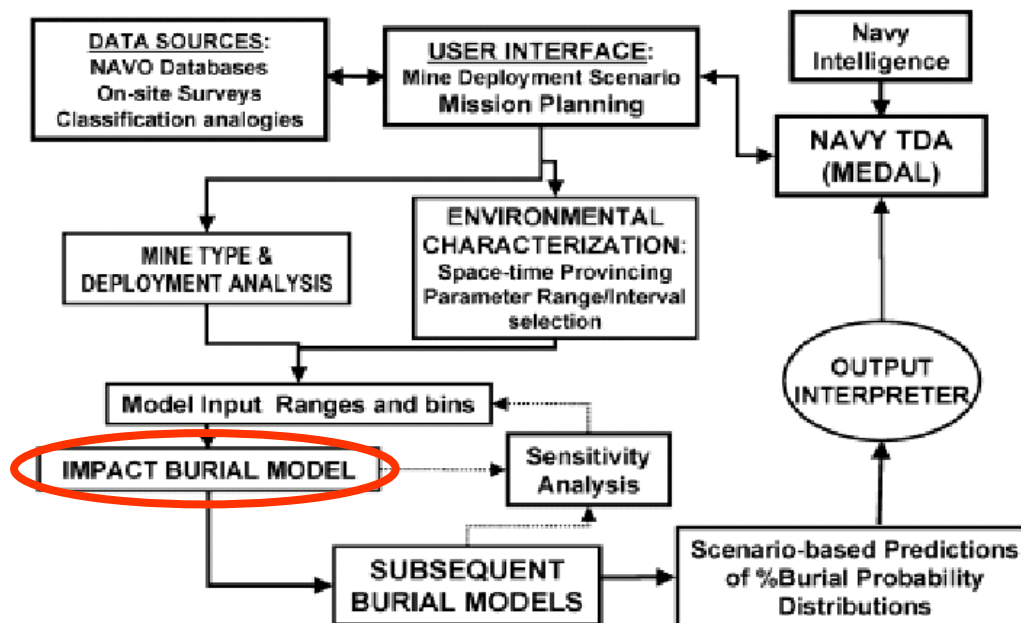 DATA SOURCES:
NAVO Databases
On-site Surveys
Classification analogies
USER INTERFACE:
Mine Deployment Scenario
Mission Planning
Navy
Intelligence
NAVY TDA
(MEDAL)
MINE TYPE &
DEPLOYMENT ANALYSIS
ENVIRONMENTAL
CHARACTERIZATION:
Space-time Provincing
Parameter Range/Interval
selection
OUTPUT
INTERPRETER
Model Input Ranges and bins
IMPACT BURIAL MODEL
Sensitivity
Analysis
SUBSEQUENT
BURIAL MODELS
Scenario-based Predictions
of %Burial Probability
Distributions